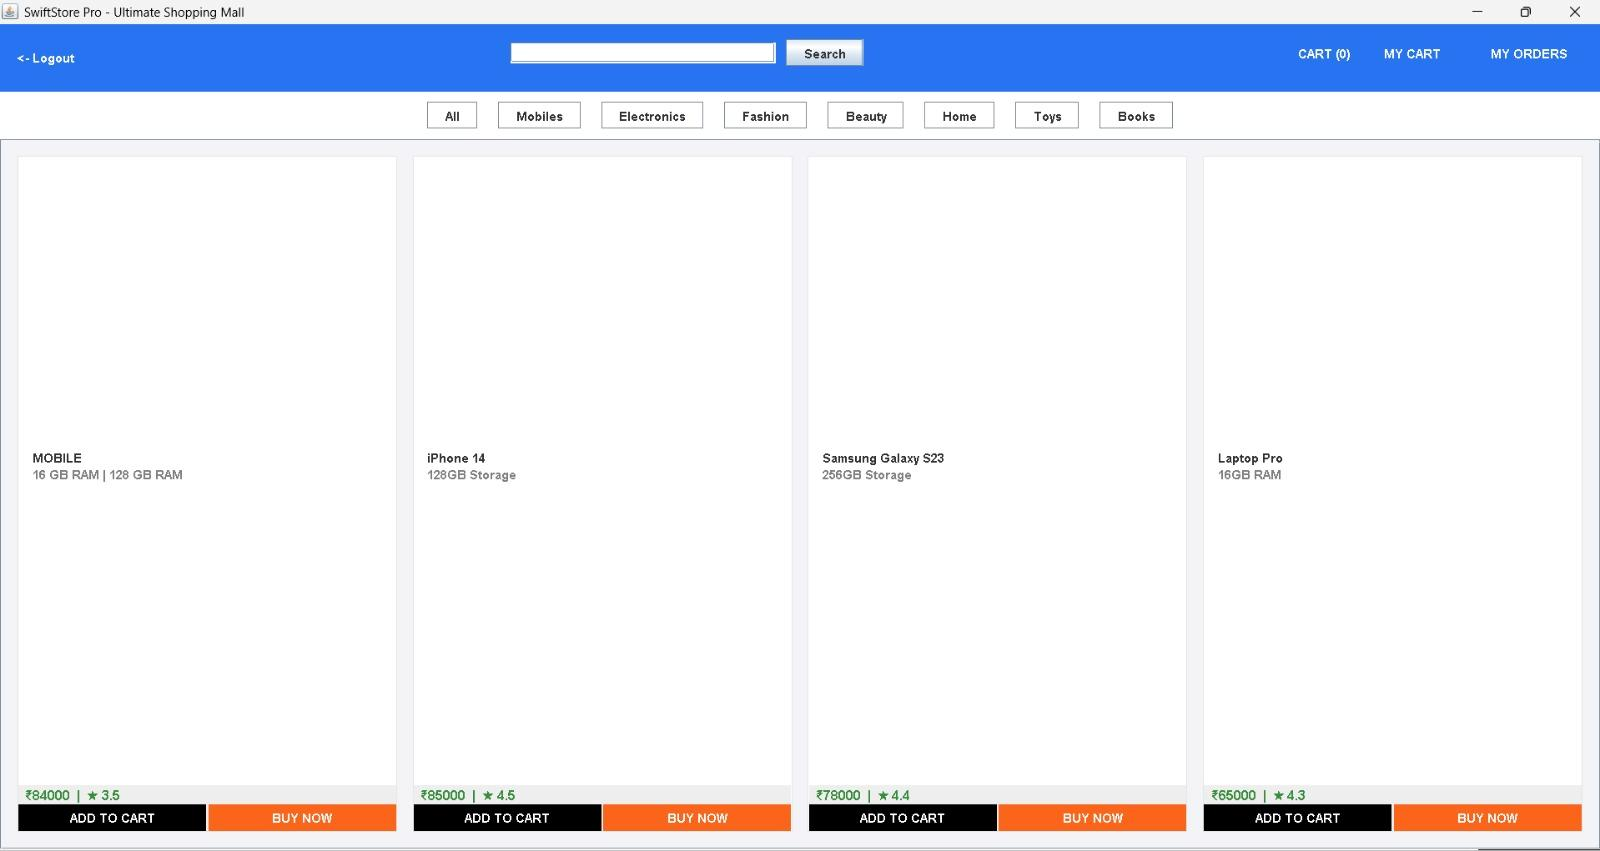 SwiftStore Pro - Ultimate Shopping Mall
<- Logout
Search
CART (0)
MY CART
MY ORDERS
All
Mobiles
Electronics
Fashion
Beauty
Home
Toys
Books
MOBILE
16 GB RAM | 128 GB RAM
₹84000 | ★ 3.5
ADD TO CART
BUY NOW
iPhone 14
128GB Storage
₹85000 | ★ 4.5
ADD TO CART
BUY NOW
Samsung Galaxy S23
256GB Storage
₹78000 | ★ 4.4
ADD TO CART
BUY NOW
Laptop Pro
16GB RAM
₹65000 | ★ 4.3
ADD TO CART
BUY NOW